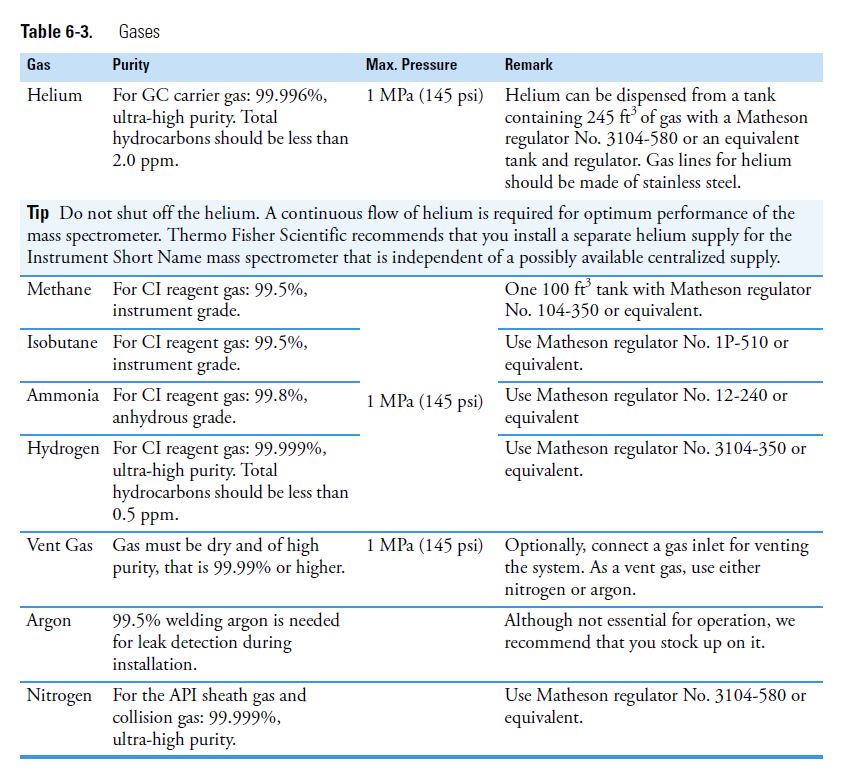 Table 6-3. Gases
Gas Purity Max. Pressure Remark
Helium For GC carrier gas: 99.996%, 1 MPa (145 psi) Helium can be dispensed from a tank
ultra-high purity. Total containing 245 ft³ of gas with a Matheson
hydrocarbons should be less than regulator No. 3104-580 or an equivalent
2.0 ppm. tank and regulator. Gas lines for helium
should be made of stainless steel.
Tip Do not shut off the helium. A continuous flow of helium is required for optimum performance of the
mass spectrometer. Thermo Fisher Scientific recommends that you install a separate helium supply for the
Instrument Short Name mass spectrometer that is independent of a possibly available centralized supply.
Methane For CI reagent gas: 99.5%, One 100 ft³ tank with Matheson regulator
instrument grade. No. 104-350 or equivalent.
Isobutane For CI reagent gas: 99.5%, Use Matheson regulator No. 1P-510 or
instrument grade. equivalent.
Ammonia For CI reagent gas: 99.8%, 1 MPa (145 psi) Use Matheson regulator No. 12-240 or
anhydrous grade. equivalent
Hydrogen For CI reagent gas: 99.999%, Use Matheson regulator No. 3104-350 or
ultra-high purity. Total equivalent.
hydrocarbons should be less than
0.5 ppm.
Vent Gas Gas must be dry and of high 1 MPa (145 psi) Optionally, connect a gas inlet for venting
purity, that is 99.99% or higher. the system. As a vent gas, use either
nitrogen or argon.
Argon 99.5% welding argon is needed Although not essential for operation, we
for leak detection during recommend that you stock up on it.
installation.
Nitrogen For the API sheath gas and Use Matheson regulator No. 3104-580 or
collision gas: 99.999%, equivalent.
ultra-high purity.